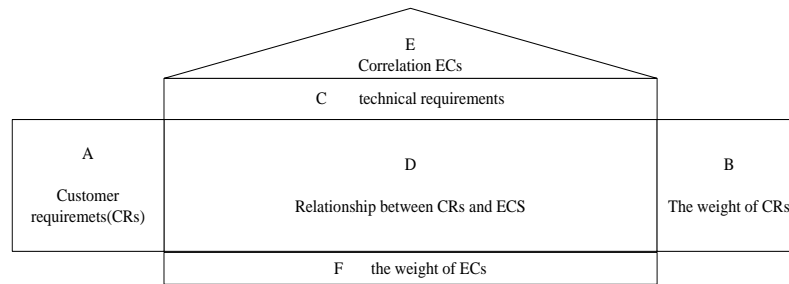 E
Correlation ECs
C technical requirements
A
Customer
requiremets(CRs)
D
Relationship between CRs and ECS
B
The weight of CRs
F the weight of ECs